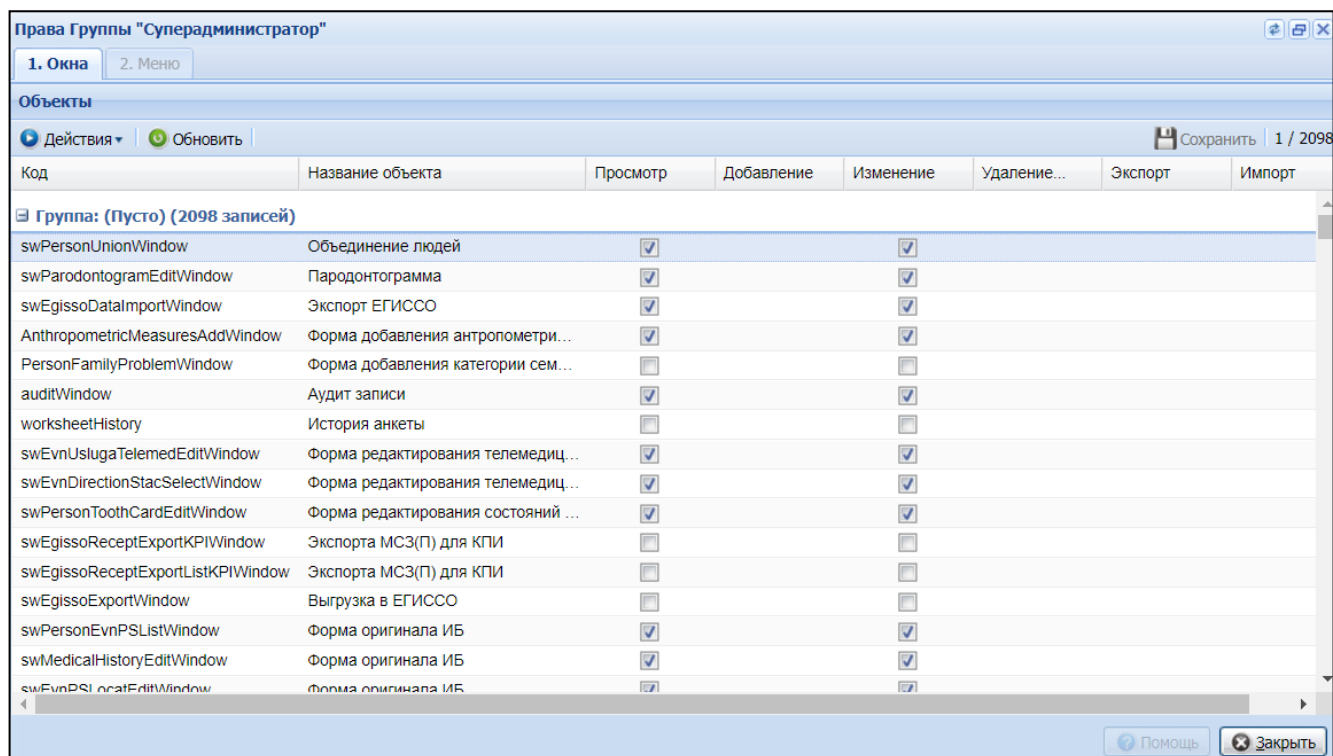 Права Группы "Суперадминистратор"
1. Окна 2. Меню
Объекты
Действия Обновить Сохранить 1 / 2098
Код Название объекта Просмотр Добавление Изменение Удаление... Экспорт Импорт
Группа: (Пусто) (2098 записей)
swPersonUnionWindow Объединение людей
swParodontogramEditWindow Пародонтограмма
swEgissoDataImportWindow Экспорт ЕГИССО
AnthropometricMeasuresAddWindow Форма добавления антропометри...
PersonFamilyProblemWindow Форма добавления категории сем...
auditWindow Аудит записи
worksheetHistory История анкеты
swEvnUslugaTelemedEditWindow Форма редактирования телемедиц...
swEvnDirectionStacSelectWindow Форма редактирования телемедиц...
swPersonToothCardEditWindow Форма редактирования состояний ...
swEgissoReceptExportKPIWindow Экспорта МСЗ(П) для КПИ
swEgissoReceptExportListKPIWindow Экспорта МСЗ(П) для КПИ
swEgissoExportWindow Выгрузка в ЕГИССО
swPersonEvnPSListWindow Форма оригинала ИБ
swMedicalHistoryEditWindow Форма оригинала ИБ
swEvnPSLocatEditWindow Форма оригинала ИБ
Помощь Закрыть